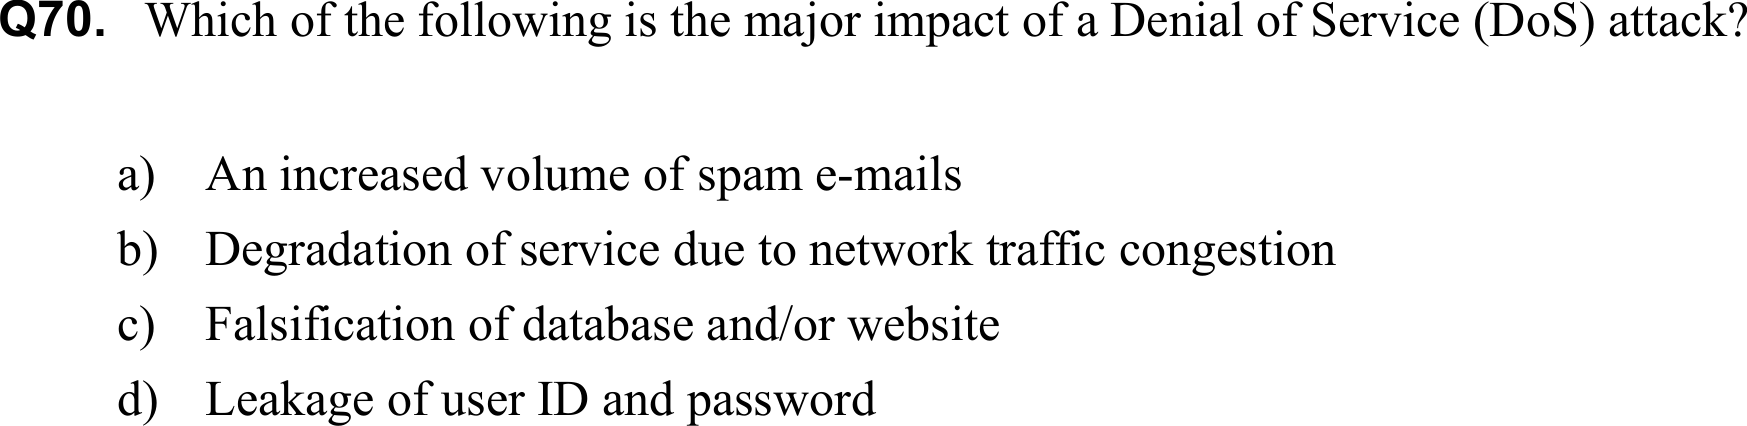 Q70. Which of the following is the major impact of a Denial of Service (DoS) attack?
a) An increased volume of spam e-mails
b) Degradation of service due to network traffic congestion
c) Falsification of database and/or website
d) Leakage of user ID and password